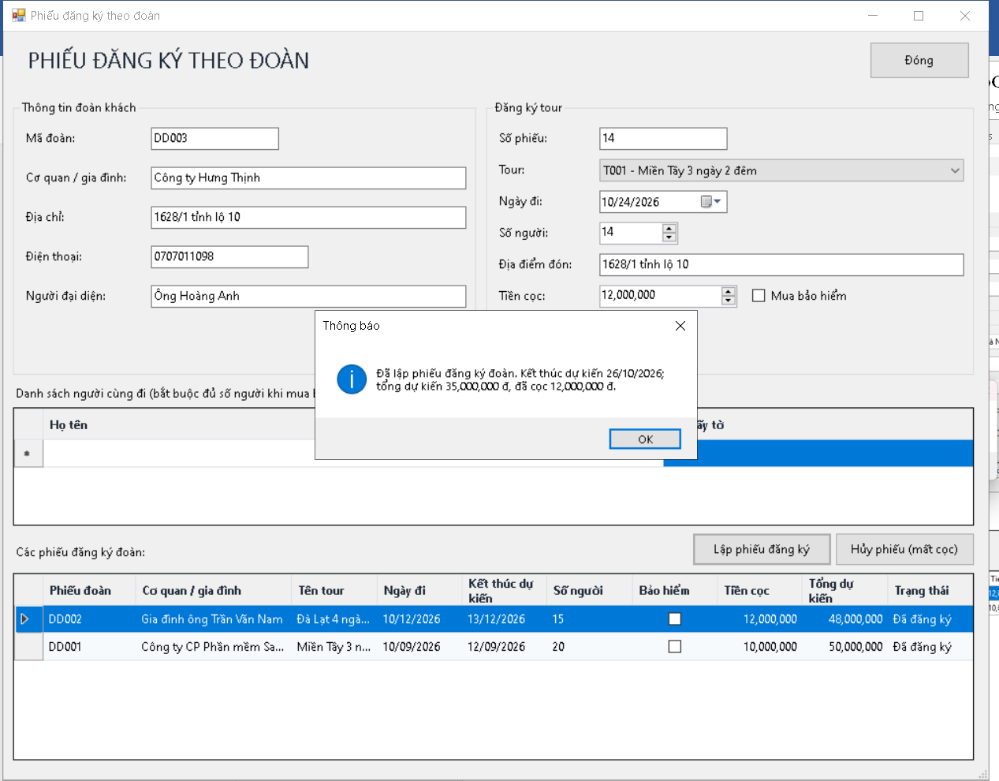 Phiếu đăng ký theo đoàn
PHIẾU ĐĂNG KÝ THEO ĐOÀN
Đóng
Thông tin đoàn khách
Mã đoàn: DD003
Cơ quan / gia đình: Công ty Hưng Thịnh
Địa chỉ: 1628/1 tỉnh lộ 10
Điện thoại: 0707011098
Người đại diện: Ông Hoàng Anh
Đăng ký tour
Số phiếu: 14
Tour: T001 - Miền Tây 3 ngày 2 đêm
Ngày đi: 10/24/2026
Số người: 14
Địa điểm đón: 1628/1 tỉnh lộ 10
Tiền cọc: 12,000,000 Mua bảo hiểm
Thông báo
Đã lập phiếu đăng ký đoàn. Kết thúc dự kiến 26/10/2026;
tổng dự kiến 35,000,000 đ, đã cọc 12,000,000 đ.
OK
Danh sách người cùng đi (bắt buộc đủ số người khi mua
Họ tên
tờ
Các phiếu đăng ký đoàn:
Lập phiếu đăng ký
Hủy phiếu (mất cọc)
Phiếu đoàn Cơ quan / gia đình Tên tour Ngày đi Kết thúc dự kiến Số người Bảo hiểm Tiền cọc Tổng dự kiến Trạng thái
DD002 Gia đình ông Trần Văn Nam Đà Lạt 4 ngà... 10/12/2026 13/12/2026 15 12,000,000 48,000,000 Đã đăng ký
DD001 Công ty CP Phần mềm Sa... Miền Tây 3 n... 10/09/2026 12/09/2026 20 10,000,000 50,000,000 Đã đăng ký